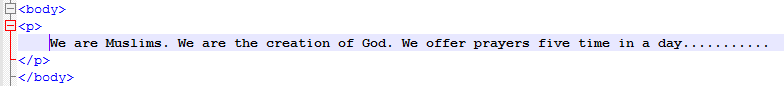 <body>
<p>
We are Muslims. We are the creation of God. We offer prayers five time in a day...........
</p>
</body>